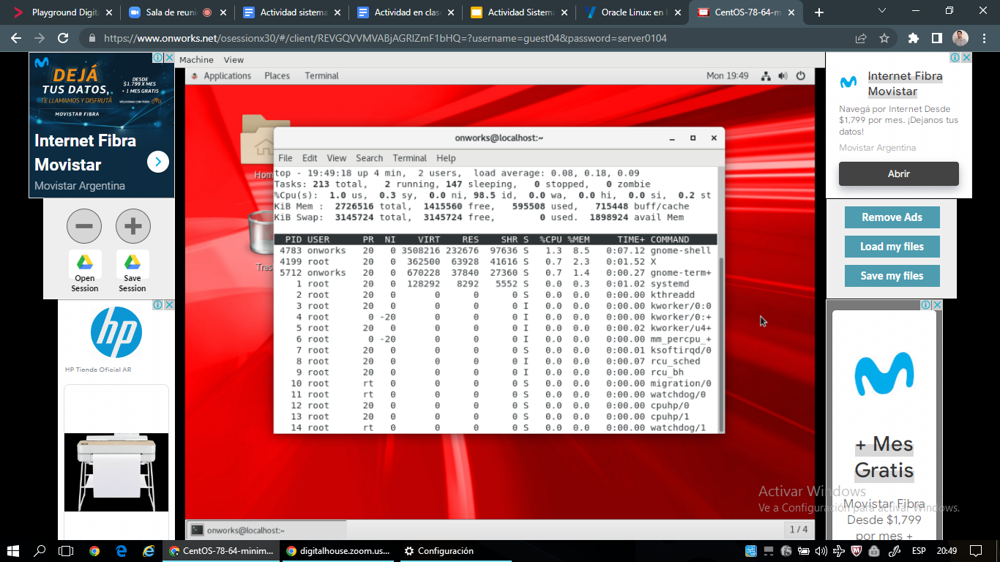 Playground Digita
Sala de reuni
Actividad sistema
Actividad en clas
Actividad Sistema
Oracle Linux: en l
CentOS-78-64-m
https://www.onworks.net/osessionx30/#/client/REVGQVVMVABjAGRlZmF1bHQ=?username=guest04&password=server0104
DEJÁ
TUS DATOS,
TE LLAMAMOS Y DISFRUTÁ
MOVISTAR FIBRA
DESDE
$1.799 X MES
+ 1 MES GRATIS
VELOCIDAD CON TODO
Internet Fibra
Movistar
Movistar Argentina
Open
Session
Save
Session
hp
HP Tienda Oficial AR
Machine View
Applications Places Terminal
Mon 19:49
Hom
Tras
onworks@localhost:~
File Edit View Search Terminal Help
top - 19:49:18 up 4 min,  2 users,  load average: 0.08, 0.18, 0.09
Tasks: 213 total,   2 running, 147 sleeping,   0 stopped,   0 zombie
%Cpu(s):  1.0 us,  0.3 sy,  0.0 ni, 98.5 id,  0.0 wa,  0.0 hi,  0.0 si,  0.2 st
KiB Mem :  2726516 total,  1415560 free,   595508 used,   715448 buff/cache
KiB Swap:  3145724 total,  3145724 free,        0 used.  1898924 avail Mem
PID USER      PR  NI    VIRT    RES    SHR S  %CPU %MEM     TIME+ COMMAND
4783 onworks   20   0 3508216 232676  97636 S   1.3  8.5   0:07.12 gnome-shell
4199 root      20   0  362500  63928  41616 S   0.7  2.3   0:01.52 X
5712 onworks   20   0  670228  37840  27360 S   0.7  1.4   0:00.27 gnome-term+
1 root      20   0  128292   8292   5552 S   0.0  0.3   0:01.02 systemd
2 root      20   0       0      0      0 S   0.0  0.0   0:00.00 kthreadd
3 root      20   0       0      0      0 I   0.0  0.0   0:00.00 kworker/0:0
4 root       0 -20       0      0      0 I   0.0  0.0   0:00.00 kworker/0:+
5 root      20   0       0      0      0 I   0.0  0.0   0:00.02 kworker/u4+
6 root       0 -20       0      0      0 I   0.0  0.0   0:00.00 mm_percpu_+
7 root      20   0       0      0      0 S   0.0  0.0   0:00.01 ksoftirqd/0
8 root      20   0       0      0      0 I   0.0  0.0   0:00.07 rcu_sched
9 root      20   0       0      0      0 I   0.0  0.0   0:00.00 rcu_bh
10 root      rt   0       0      0      0 S   0.0  0.0   0:00.00 migration/0
11 root      rt   0       0      0      0 S   0.0  0.0   0:00.00 watchdog/0
12 root      20   0       0      0      0 S   0.0  0.0   0:00.00 cpuhp/0
13 root      20   0       0      0      0 S   0.0  0.0   0:00.00 cpuhp/1
14 root      rt   0       0      0      0 S   0.0  0.0   0:00.00 watchdog/1
onworks@localhost:~
1 / 4
Internet Fibra
Movistar
Navegá por Internet Desde
$1,799 por mes. ¡Dejanos tus
datos!
Movistar Argentina
Abrir
Remove Ads
Load my files
Save my files
+ Mes
Gratis
Movistar Fibra
Desde $1,799
por mes +
Activar Windows
Ve a Configuración para activar Windows.
CentOS-78-64-minim...
digitalhouse.zoom.us...
Configuración
ESP
20:49